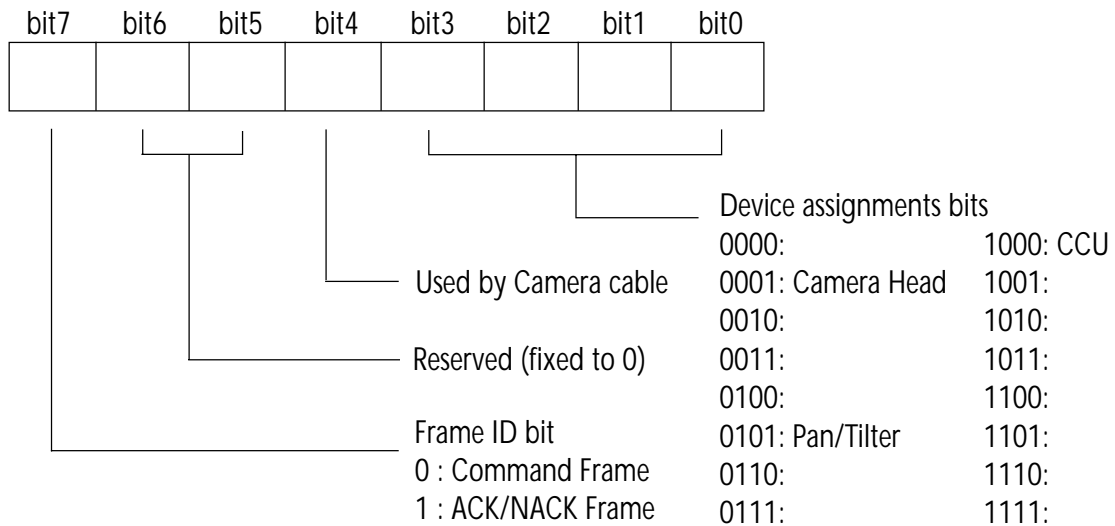 bit7 bit6 bit5 bit4 bit3 bit2 bit1 bit0
Device assignments bits
0000: 1000: CCU
Used by Camera cable 0001: Camera Head 1001:
0010: 1010:
Reserved (fixed to 0) 0011: 1011:
0100: 1100:
Frame ID bit 0101: Pan/Tilter 1101:
0 : Command Frame 0110: 1110:
1 : ACK/NACK Frame 0111: 1111: